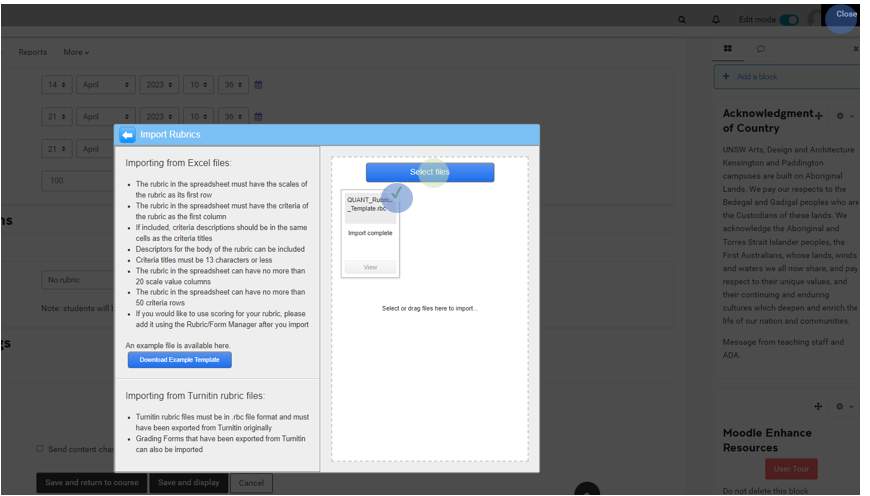 Close
Edit mode
Reports
More
14
April
2023
10
36
21
April
2023
10
36
21
April
100
No rubric
Note: students will
Send content
Save and return to course
Save and display
Cancel
Import Rubrics
Importing from Excel files:
The rubric in the spreadsheet must have the scales of
the rubric as its first row
The rubric in the spreadsheet must have the criteria of
the rubric as the first column
If included, criteria descriptions should be in the same
cells as the criteria titles
Descriptors for the body of the rubric can be included
Criteria titles must be 13 characters or less
The rubric in the spreadsheet can have no more than
20 scale value columns
The rubric in the spreadsheet can have no more than
50 criteria rows
If you would like to use scoring for your rubric, please
add it using the Rubric/Form Manager after you import
An example file is available here.
Download Example Template
Importing from Turnitin rubric files:
Turnitin rubric files must be in .rbc file format and must
have been exported from Turnitin originally
Grading Forms that have been exported from Turnitin
can also be imported
Select files
_Template.rbc
Import complete
View
Select or drag files here to import...
+ Add a block
Acknowledgment
of Country
UNSW Arts, Design and Architecture
Kensington and Paddington
campuses are built on Aboriginal
Lands. We pay our respects to the
Bedegal and Gadigal peoples who are
the Custodians of these lands. We
acknowledge the Aboriginal and
Torres Strait Islander peoples, the
First Australians, whose lands, winds
and waters we all now share, and pay
respect to their unique values, and
their continuing and enduring
cultures which deepen and enrich the
life of our nation and communities.
Message from teaching staff and
ADA.
Moodle Enhance
Resources
User Tour
Do not delete this block